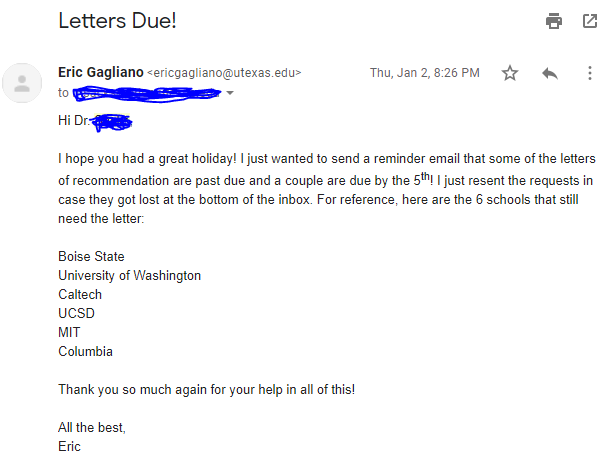 Letters Due!
Eric Gagliano <ericgagliano@utexas.edu>
Thu, Jan 2, 8:26 PM
to
Hi Dr.
I hope you had a great holiday! I just wanted to send a reminder email that some of the letters
of recommendation are past due and a couple are due by the 5th! I just resent the requests in
case they got lost at the bottom of the inbox. For reference, here are the 6 schools that still
need the letter:
Boise State
University of Washington
Caltech
UCSD
MIT
Columbia
Thank you so much again for your help in all of this!
All the best,
Eric